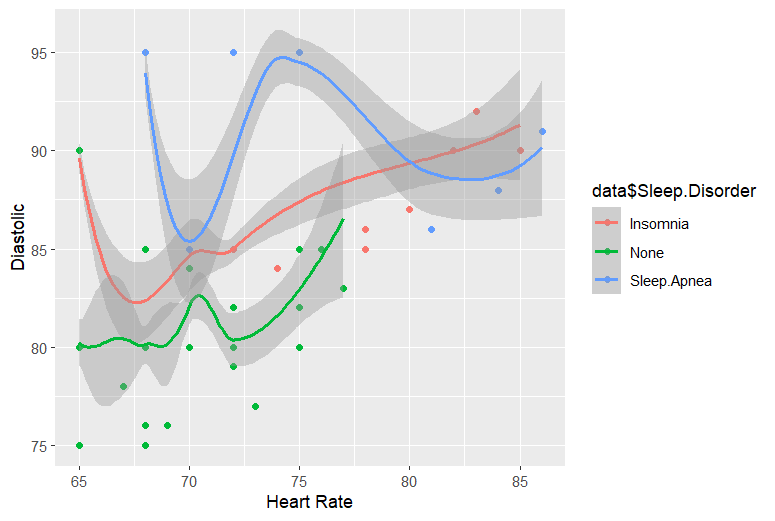 95
90
85
80
75
Diastolic
65 70 75 80 85
Heart Rate
data$Sleep.Disorder
Insomnia
None
Sleep.Apnea